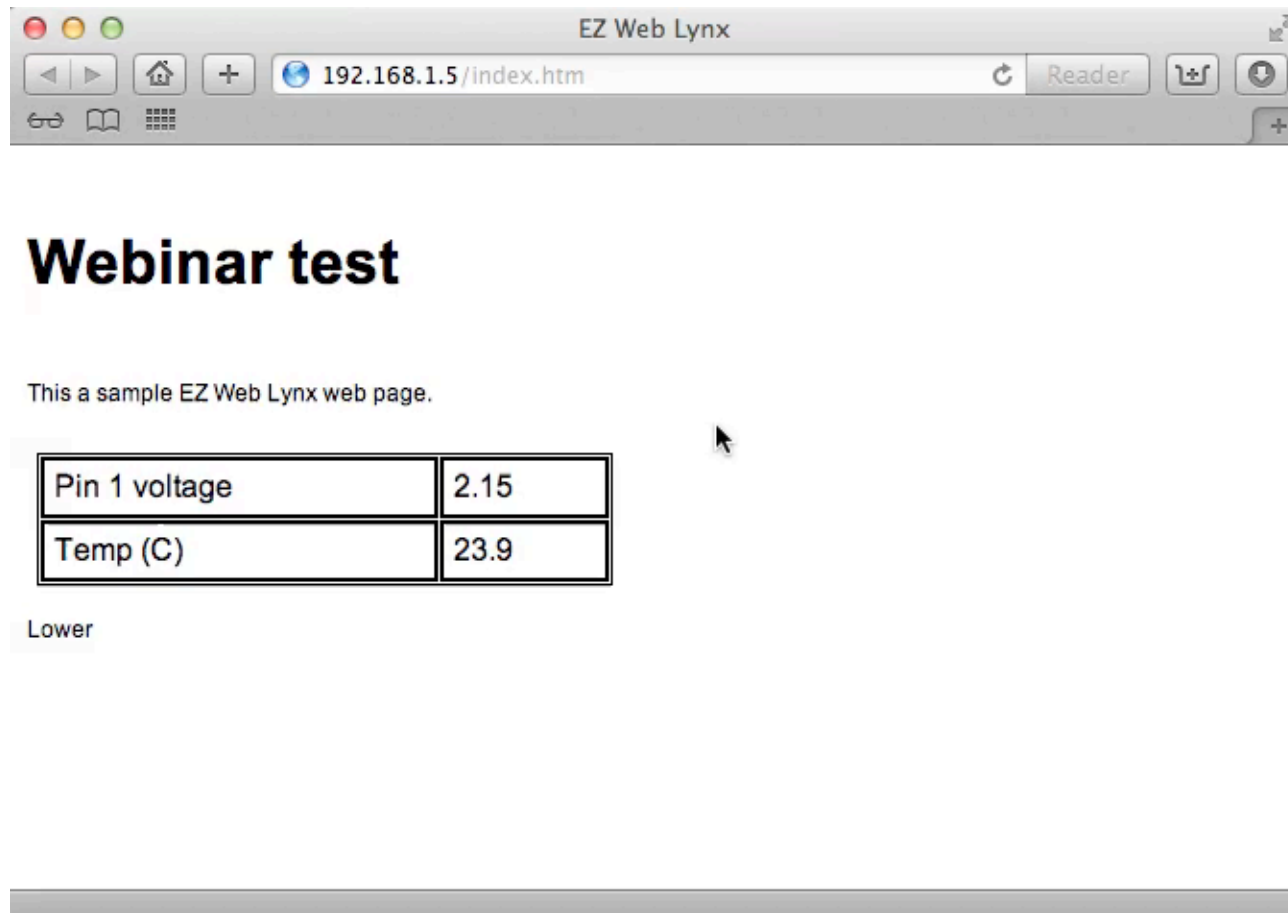 EZ Web Lynx
192.168.1.5/index.htm Reader
Webinar test
This a sample EZ Web Lynx web page.
Pin 1 voltage 2.15
Temp (C) 23.9
Lower